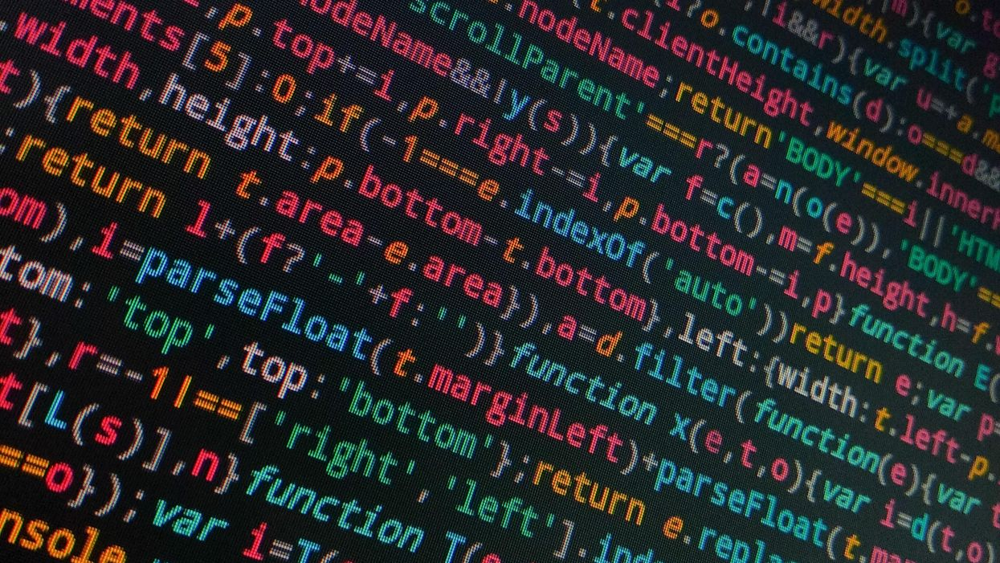 o.to
m){var g
width.split('p
||i&&r){var u=+a.ma
i?o.contains(d):o===d&&
(t.clientHeight,window.innerH
.nodeName;return'BODY'===i||'HTM
scrollParent'===r?(a=n(o(e)),'BODY'==
nodeName&&!y(s)){var f=c(),m=f.height,h=f.
,p.top+=i,p.right-=i,p.bottom-=i,p}function E(
ments[5]:0;if(-1===e.indexOf('auto'))return e;var p=
.width,height:p.bottom-t.bottom},left:{width:t.left-p.
t){return t.area-e.area}),a=d.filter(function(e){var t
;return l+(f?'-'+f:'')}function X(e,t,o){var i=d(t,o)
om),i=parseFloat(t.marginLeft)+parseFloat(t.mar
tom:'top',top:'bottom'};return e.repla
t},r=-1!==['right','left'].ind
t[L(s)],n}function T(e
==o});var i=T(
nsole